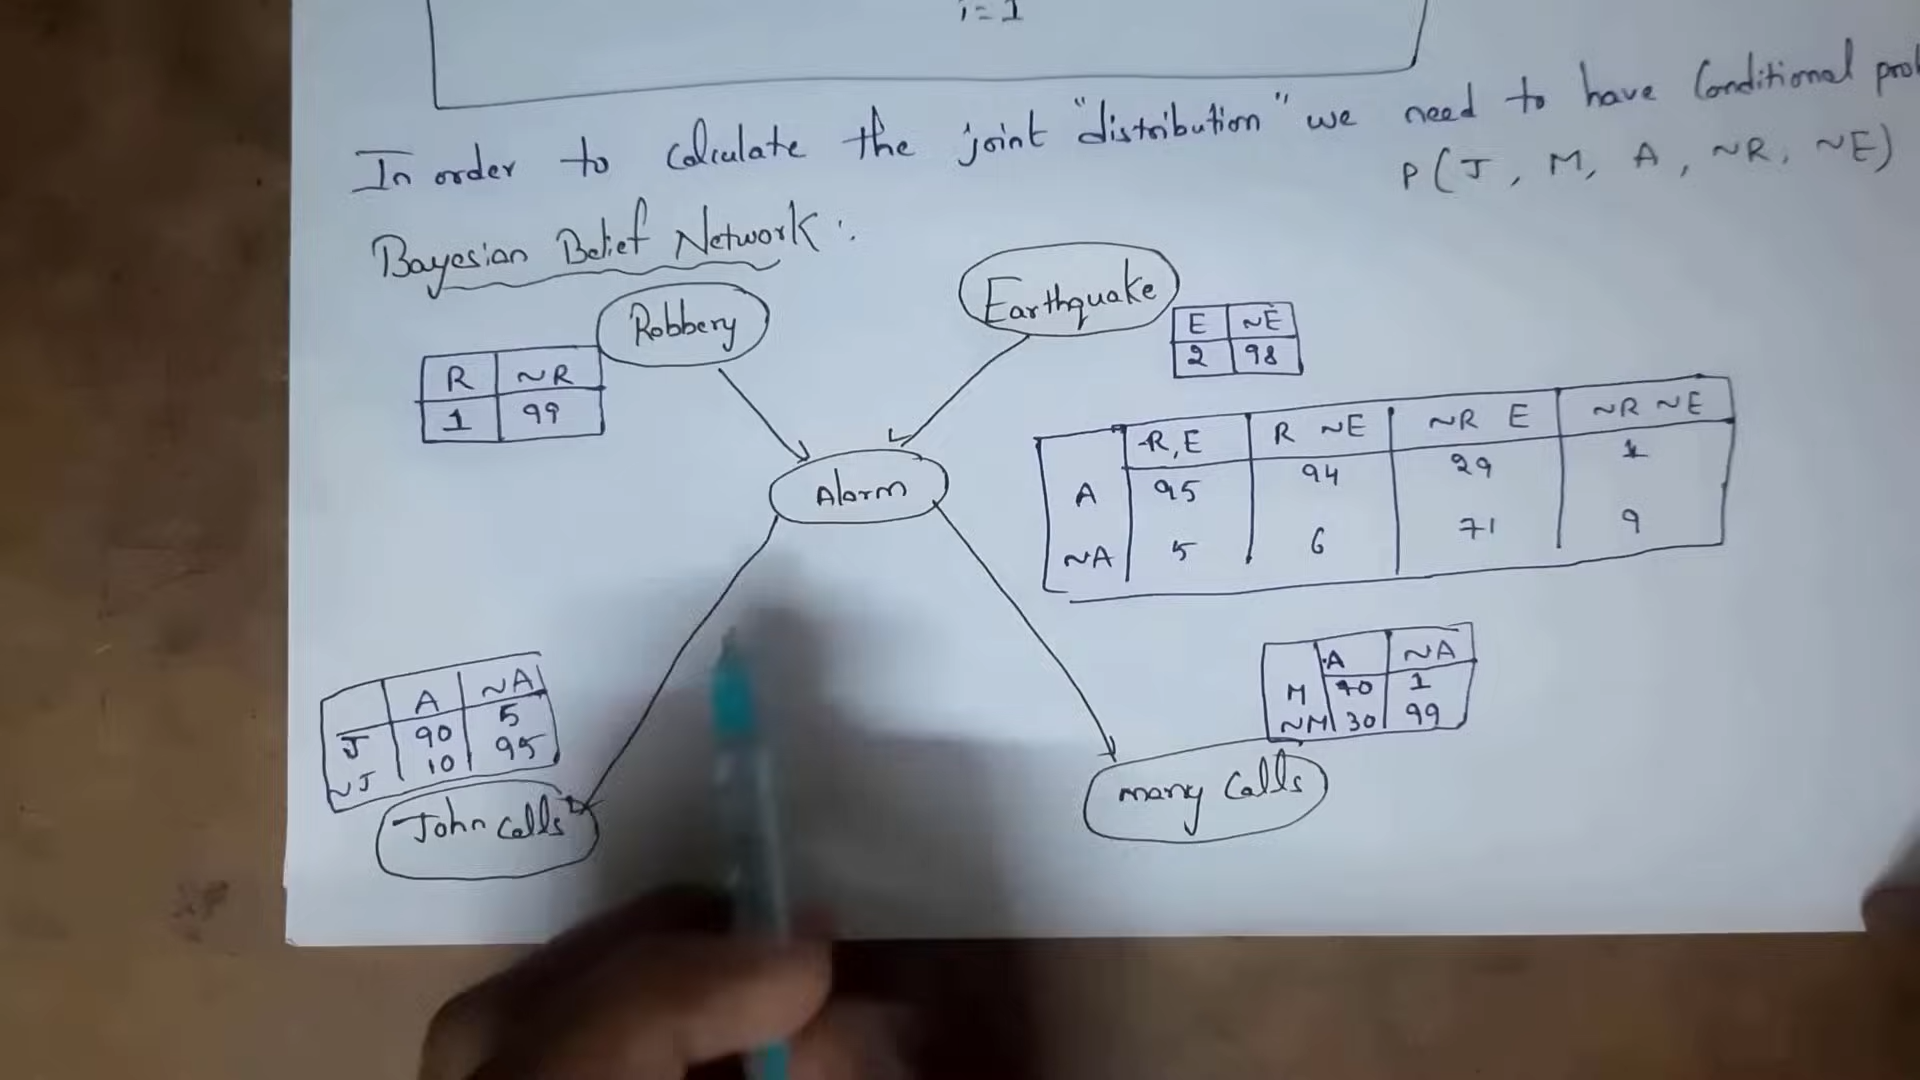 i=1
In order to calculate the joint "distribution" we need to have Conditional
P(J, M, A, ~R, ~E)
Bayesian Belief Network:
Robbery
Earthquake
E ~E
2 98
R ~R
1 99
R,E R ~E ~R E ~R ~E
A 95 94 29 1
~A 5 6 71 9
Alarm
A ~A
J 90 5
~J 10 95
A ~A
M 70 1
~M 30 99
John calls
many calls